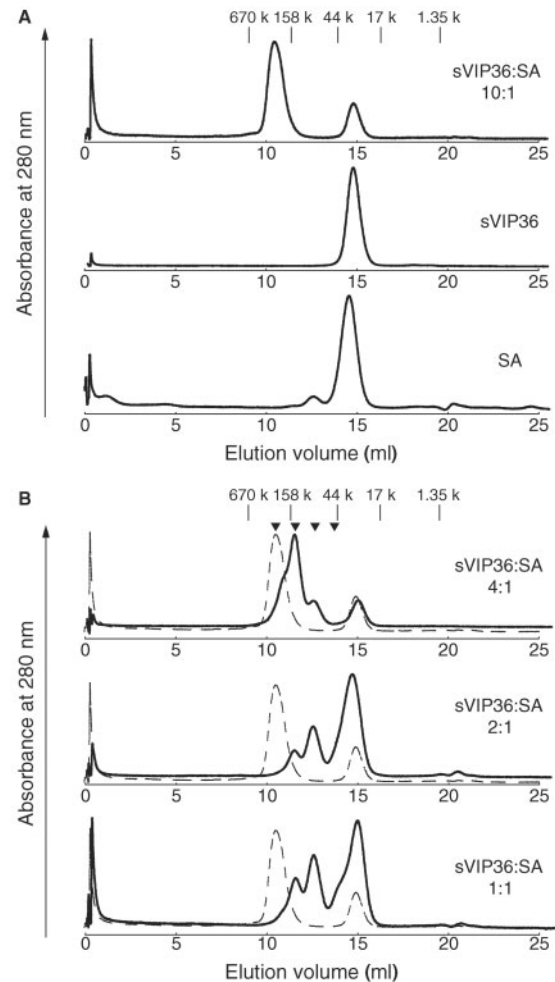 A
670 k 158 k 44 k 17 k 1.35 k
sVIP36:SA
10:1
0 5 10 15 20 25
sVIP36
0 5 10 15 20 25
SA
0 5 10 15 20 25
Absorbance at 280 nm
Elution volume (ml)
B
670 k 158 k 44 k 17 k 1.35 k
sVIP36:SA
4:1
0 5 10 15 20 25
sVIP36:SA
2:1
0 5 10 15 20 25
sVIP36:SA
1:1
0 5 10 15 20 25
Absorbance at 280 nm
Elution volume (ml)